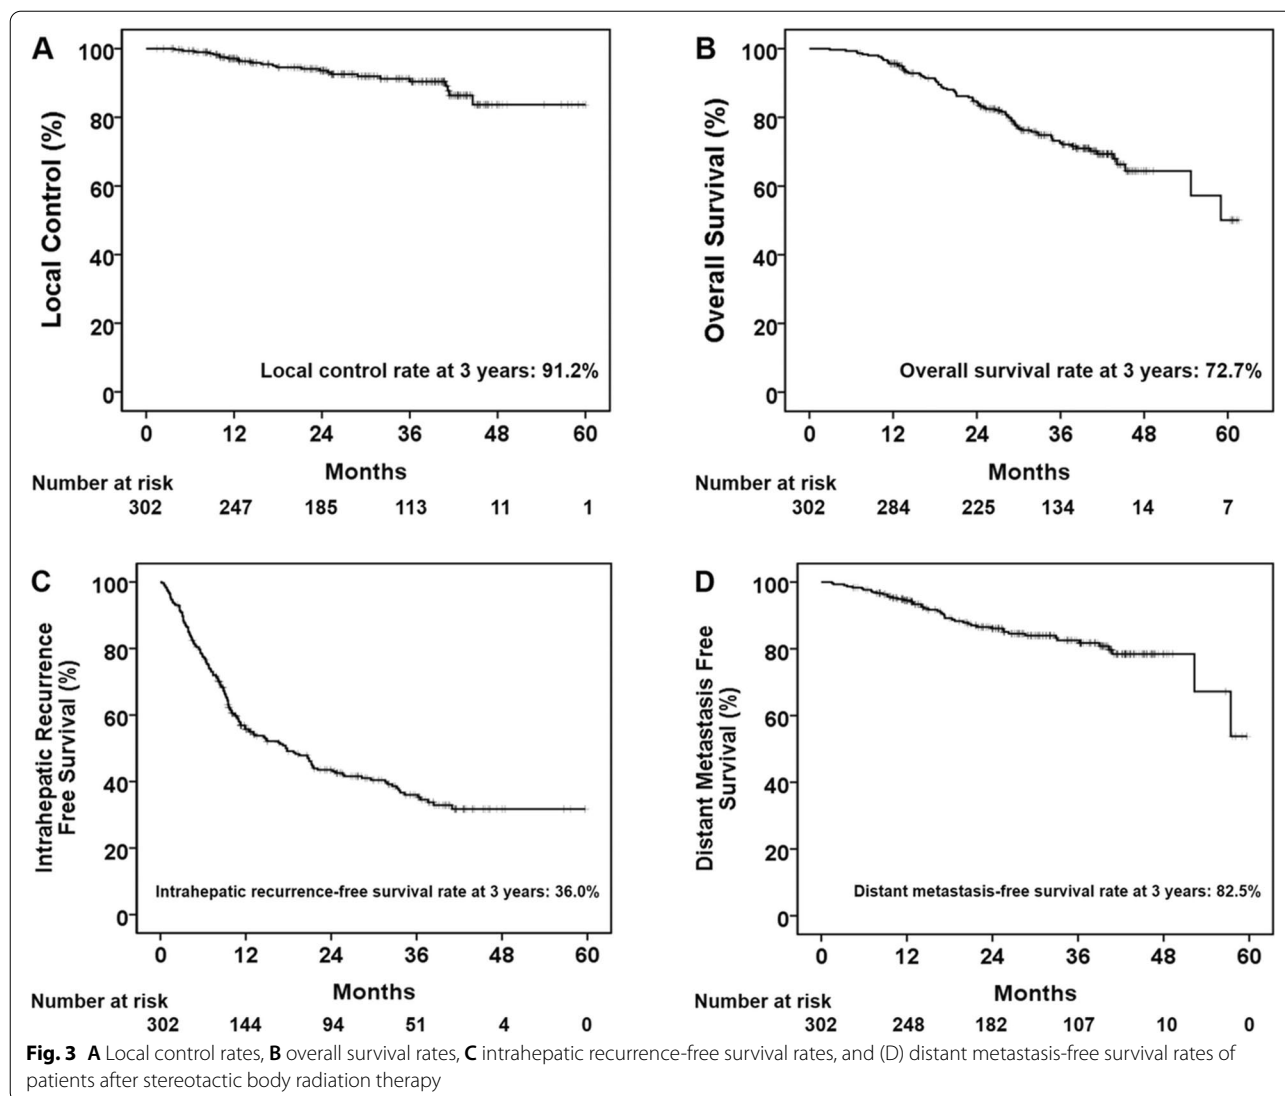 A
100
80
60
40
20
0
Local Control (%)
Local control rate at 3 years: 91.2%
0 12 24 36 48 60
Months
Number at risk
302 247 185 113 11 1
B
100
80
60
40
20
0
Overall Survival (%)
Overall survival rate at 3 years: 72.7%
0 12 24 36 48 60
Months
Number at risk
302 284 225 134 14 7
C
100
80
60
40
20
0
Intrahepatic Recurrence
Free Survival (%)
Intrahepatic recurrence-free survival rate at 3 years: 36.0%
0 12 24 36 48 60
Months
Number at risk
302 144 94 51 4 0
D
100
80
60
40
20
0
Distant Metastasis Free
Survival (%)
Distant metastasis-free survival rate at 3 years: 82.5%
0 12 24 36 48 60
Months
Number at risk
302 248 182 107 10 0
Fig. 3 A Local control rates, B overall survival rates, C intrahepatic recurrence-free survival rates, and (D) distant metastasis-free survival rates of
patients after stereotactic body radiation therapy